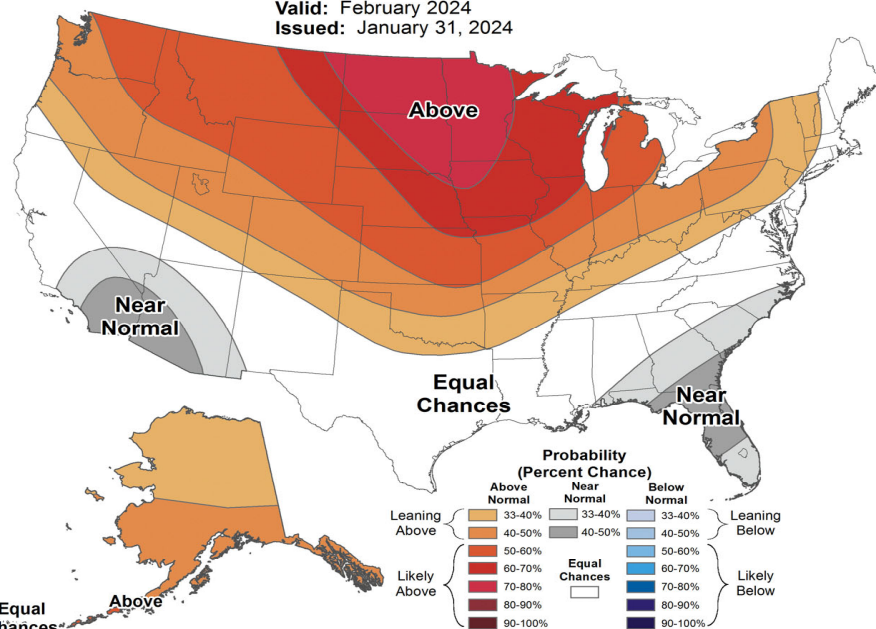 Valid: February 2024
Issued: January 31, 2024
Above
Near
Normal
Equal
Chances
Near
Normal
Probability
(Percent Chance)
Above
Normal
Near
Normal
Below
Normal
Leaning
Above
33-40%
33-40%
33-40%
Leaning
Below
40-50%
40-50%
40-50%
Likely
Above
50-60%
50-60%
Likely
Below
60-70%
Equal
Chances
60-70%
70-80%
70-80%
80-90%
80-90%
90-100%
90-100%
Above
Equal
hances